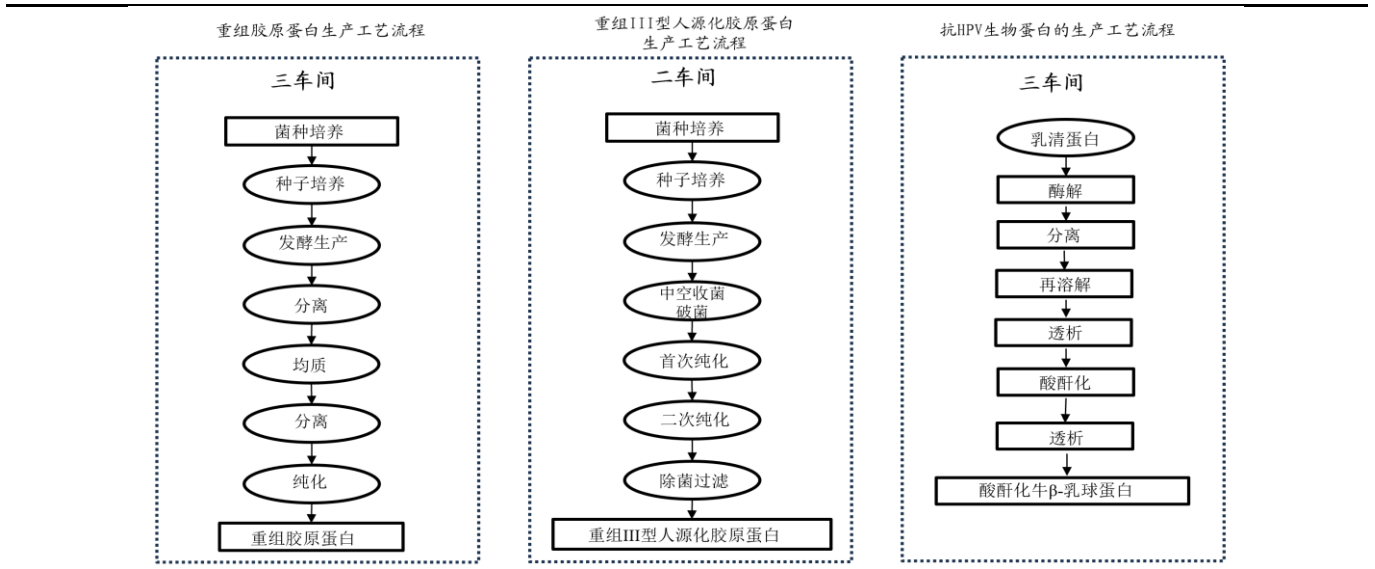 重组胶原蛋白生产工艺流程
三车间
菌种培养
种子培养
发酵生产
分离
均质
分离
纯化
重组胶原蛋白
重组III型人源化胶原蛋白
生产工艺流程
二车间
菌种培养
种子培养
发酵生产
中空收菌
破菌
首次纯化
二次纯化
除菌过滤
重组III型人源化胶原蛋白
抗HPV生物蛋白的生产工艺流程
三车间
乳清蛋白
酶解
分离
再溶解
透析
酸酐化
透析
酸酐化牛β-乳球蛋白